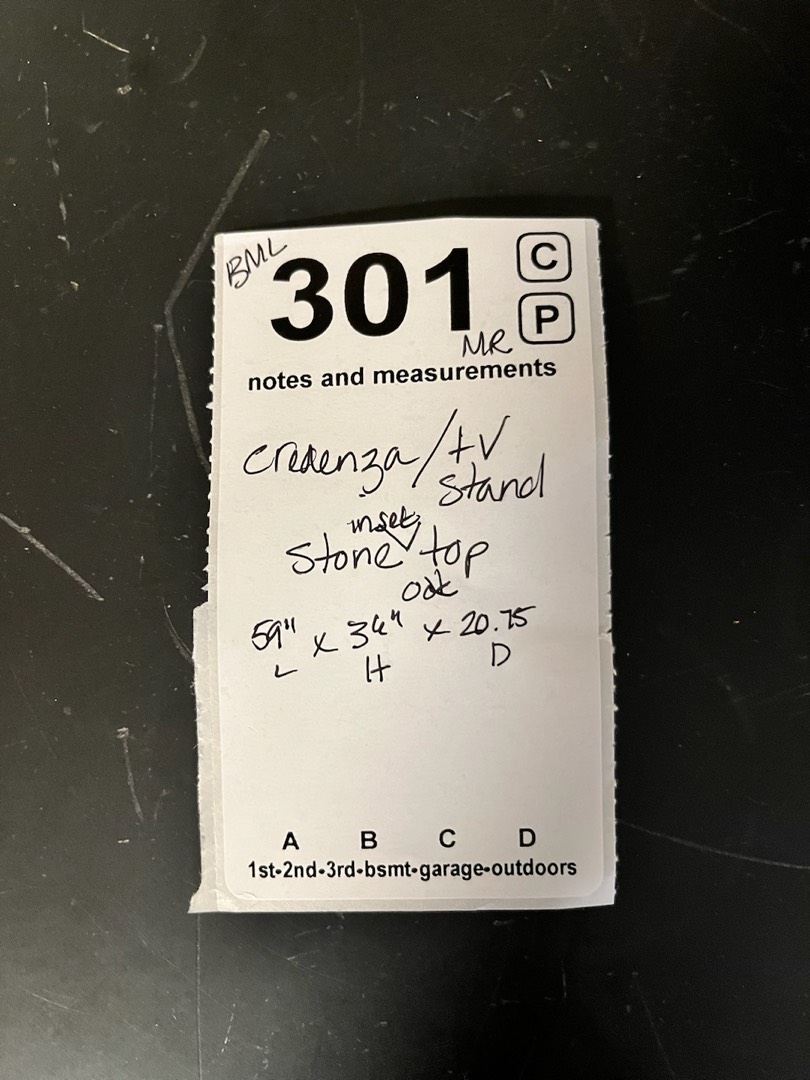 BML
301
C
P
MR
notes and measurements
credenza/tv
stand
inset
stone top
oak
59" x 36" x 20.75
L H D
A B C D
1st-2nd-3rd-bsmt-garage-outdoors